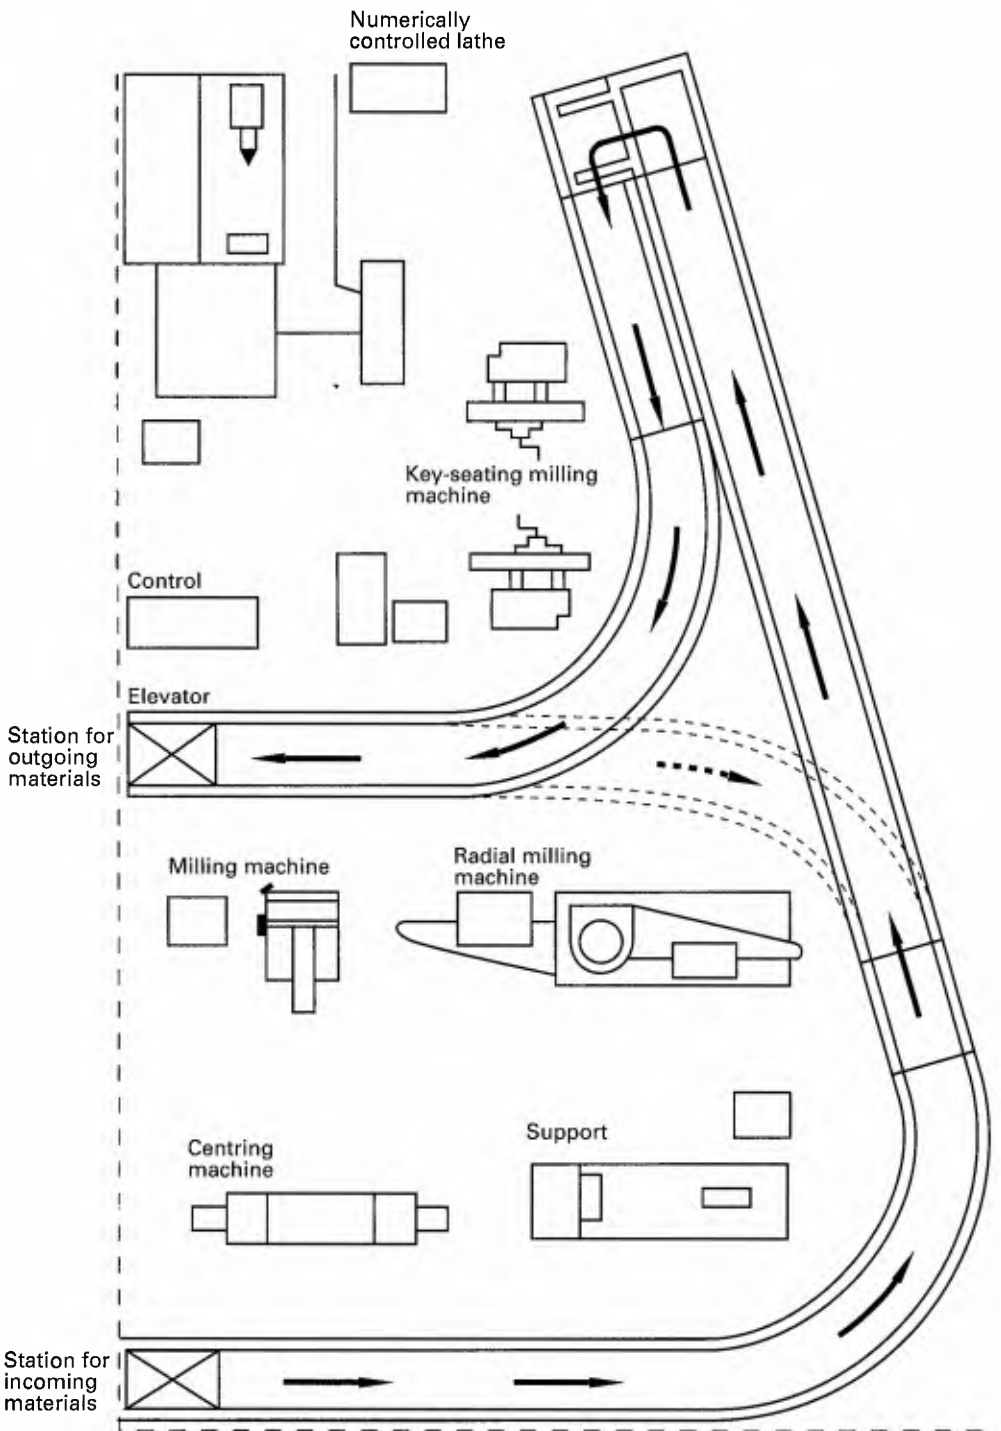 Numerically
controlled lathe
Key-seating milling
machine
Control
Elevator
Station for
outgoing
materials
Milling machine
Radial milling
machine
Centring
machine
Support
Station for
incoming
materials